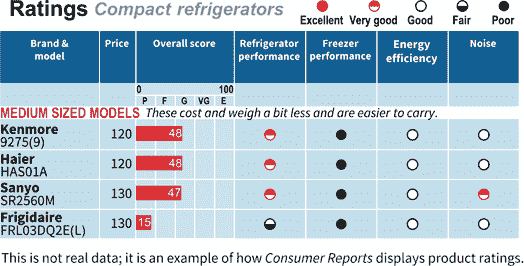 Ratings Compact refrigerators
Excellent Very good Good Fair Poor
Brand & model Price Overall score Refrigerator performance Freezer performance Energy efficiency Noise
0 100
P F G VG E
MEDIUM SIZED MODELS These cost and weigh a bit less and are easier to carry.
Kenmore
9275(9) 120 48
Haier
HAS01A 120 48
Sanyo
SR2560M 130 47
Frigidaire
FRL03DQ2E(L) 130 15
This is not real data; it is an example of how Consumer Reports displays product ratings.